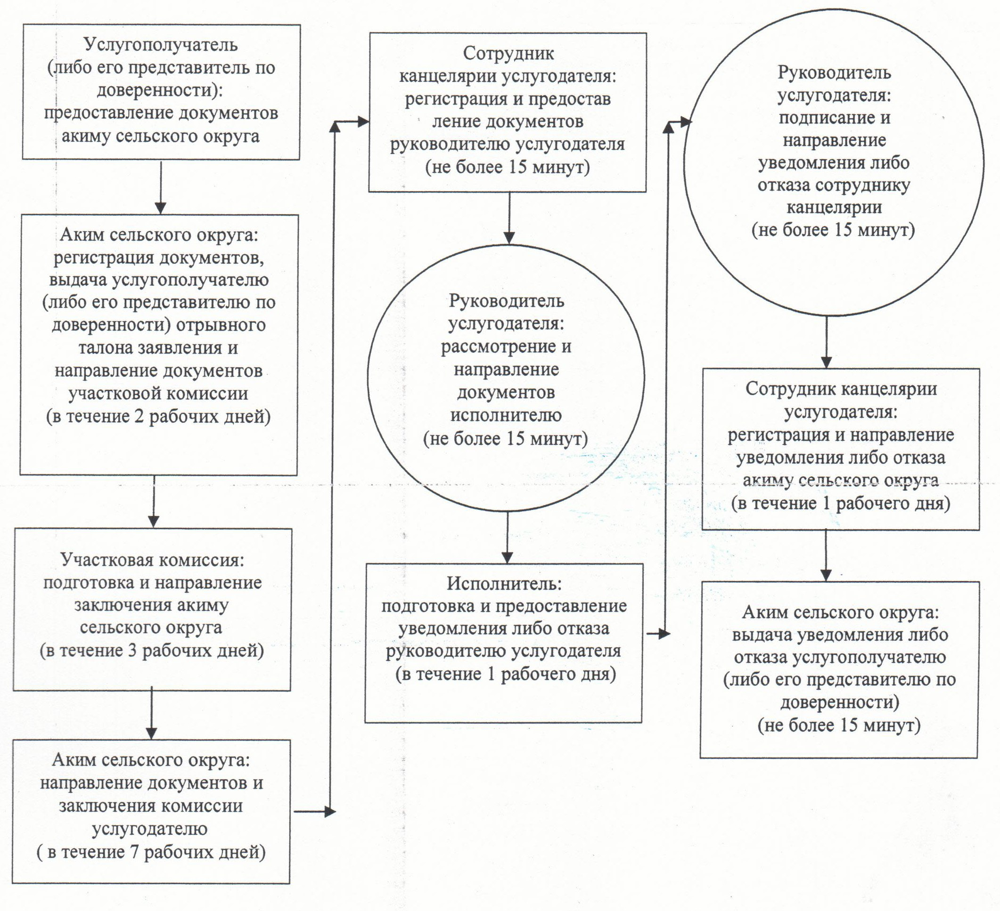 Услугополучатель
(либо его представитель по
доверенности):
предоставление документов
акиму сельского округа
Аким сельского округа:
регистрация документов,
выдача услугополучателю
(либо его представителю по
доверенности) отрывного
талона заявления и
направление документов
участковой комиссии
(в течение 2 рабочих дней)
Участковая комиссия:
подготовка и направление
заключения акиму
сельского округа
(в течение 3 рабочих дней)
Аким сельского округа:
направление документов и
заключения комиссии
услугодателю
( в течение 7 рабочих дней)
Сотрудник
канцелярии услугодателя:
регистрация и предостав
ление документов
руководителю услугодателя
(не более 15 минут)
Руководитель
услугодателя:
рассмотрение и
направление
документов
исполнителю
(не более 15 минут)
Исполнитель:
подготовка и предоставление
уведомления либо отказа
руководителю услугодателя
(в течение 1 рабочего дня)
Руководитель
услугодателя:
подписание и
направление
уведомления либо
отказа сотруднику
канцелярии
(не более 15 минут)
Сотрудник канцелярии
услугодателя:
регистрация и направление
уведомления либо отказа
акиму сельского округа
(в течение 1 рабочего дня)
Аким сельского округа:
выдача уведомления либо
отказа услугополучателю
(либо его представителю по
доверенности)
(не более 15 минут)